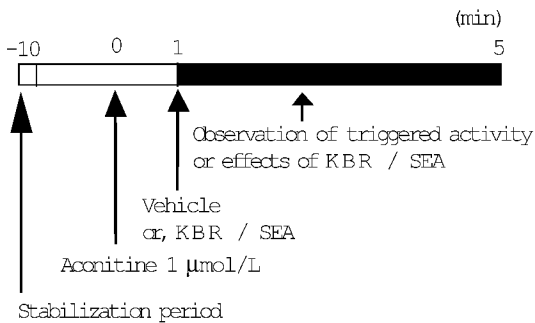 (min)
-10 0 1 5
Observation of triggered activity
or effects of KBR / SEA
Vehicle
or, KBR / SEA
Aconitine 1 μmol/L
Stabilization period